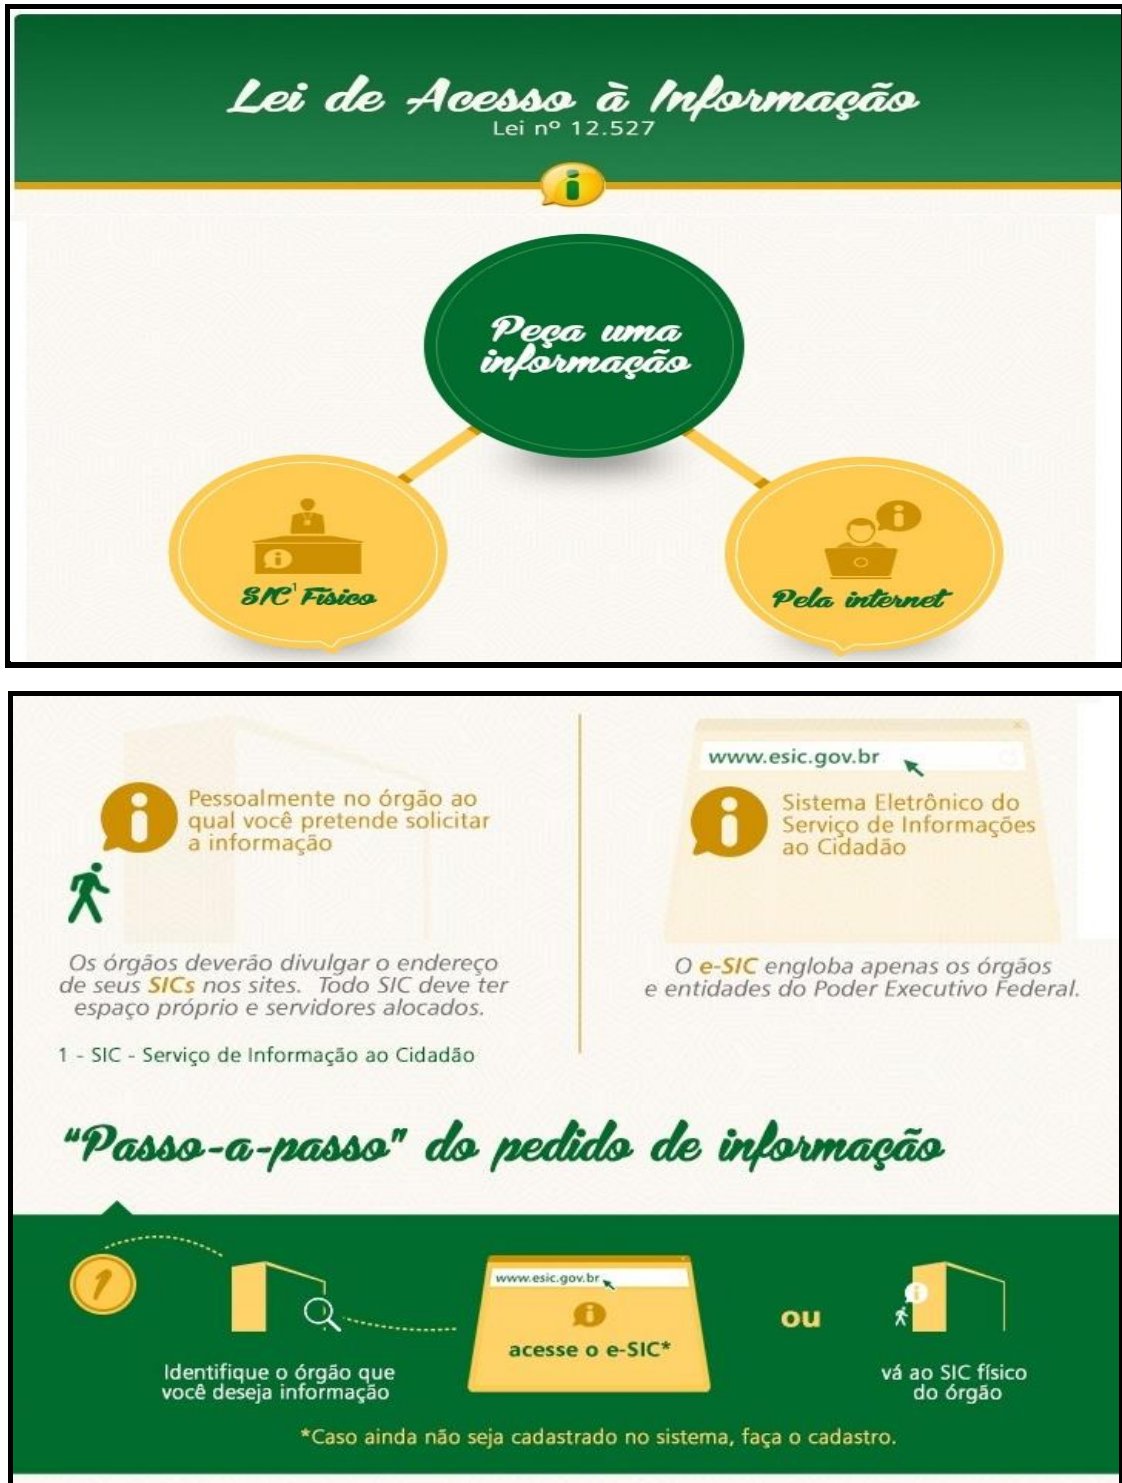 Lei de Acesso à Informação
Lei nº 12.527
Peça uma
informação
SIC¹ Físico
Pela internet
Pessoalmente no órgão ao
qual você pretende solicitar
a informação
Os órgãos deverão divulgar o endereço
de seus SICs nos sites. Todo SIC deve ter
espaço próprio e servidores alocados.
1 - SIC - Serviço de Informação ao Cidadão
www.esic.gov.br
Sistema Eletrônico do
Serviço de Informações
ao Cidadão
O e-SIC engloba apenas os órgãos
e entidades do Poder Executivo Federal.
"Passo-a-passo" do pedido de informação
1
Identifique o órgão que
você deseja informação
www.esic.gov.br
acesse o e-SIC*
ou
vá ao SIC físico
do órgão
*Caso ainda não seja cadastrado no sistema, faça o cadastro.